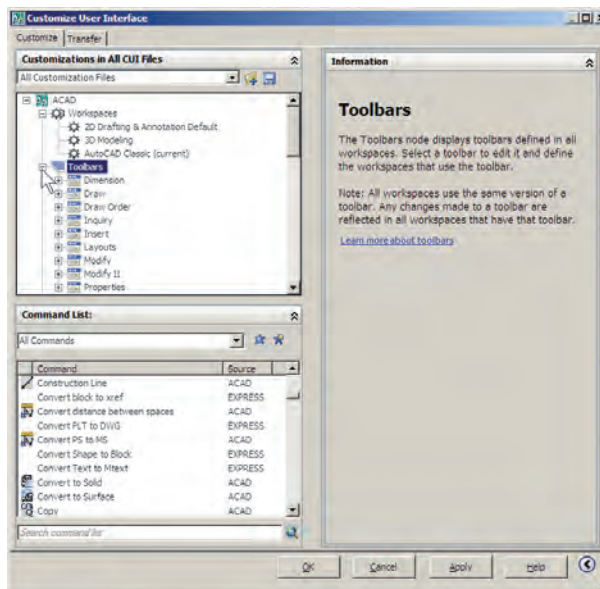 Customize User Interface
Customize Transfer
Customizations in All CUI Files
All Customization Files
ACAD
Workspaces
2D Drafting & Annotation Default
3D Modeling
AutoCAD Classic (current)
Toolbars
Dimension
Draw
Draw Order
Inquiry
Insert
Layouts
Modify
Modify II
Properties
Command List:
All Commands
Command Source
Construction Line ACAD
Convert block to xref EXPRESS
Convert distance between spaces ACAD
Convert PLT to DWG EXPRESS
Convert PS to MS ACAD
Convert Shape to Block EXPRESS
Convert Text to Mtext EXPRESS
Convert to Solid ACAD
Convert to Surface ACAD
Copy ACAD
Search command list
Information
Toolbars
The Toolbars node displays toolbars defined in all
workspaces. Select a toolbar to edit it and define
the workspaces that use the toolbar.
Note: All workspaces use the same version of a
toolbar. Any changes made to a toolbar are
reflected in all workspaces that have that toolbar.
Learn more about toolbars
OK Cancel Apply Help